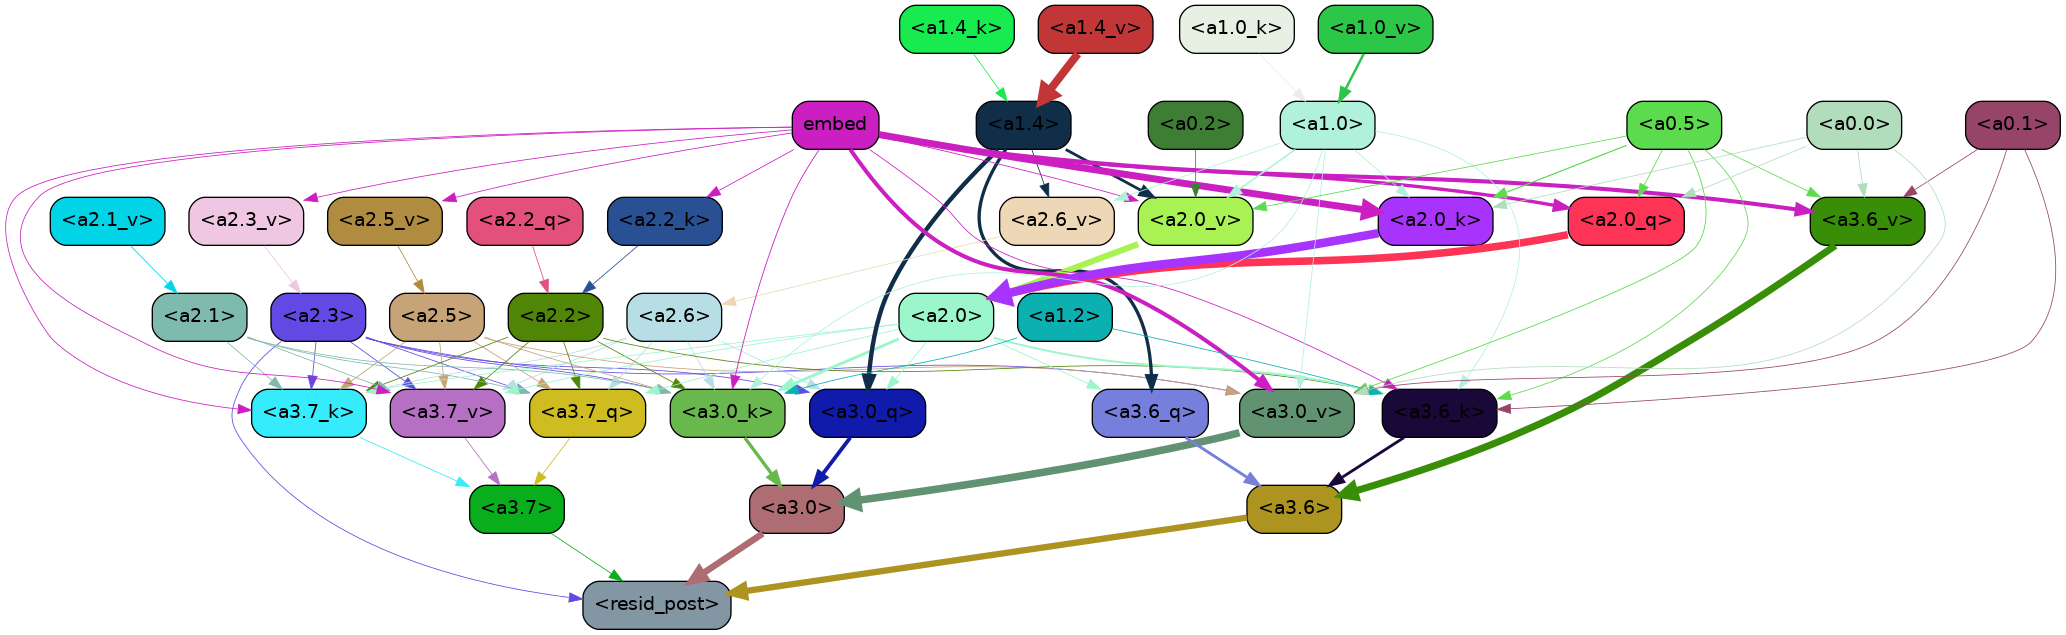 <a1.4_k> <a1.4_v> <a1.0_k> <a1.0_v>
embed <a1.4> <a0.2> <a1.0> <a0.5> <a0.0> <a0.1>
<a2.1_v> <a2.3_v> <a2.5_v> <a2.2_q> <a2.2_k> <a2.6_v> <a2.0_v> <a2.0_k> <a2.0_q> <a3.6_v>
<a2.1> <a2.3> <a2.5> <a2.2> <a2.6> <a2.0> <a1.2>
<a3.7_k> <a3.7_v> <a3.7_q> <a3.0_k> <a3.0_q> <a3.6_q> <a3.0_v> <a3.6_k>
<a3.7> <a3.0> <a3.6>
<resid_post>